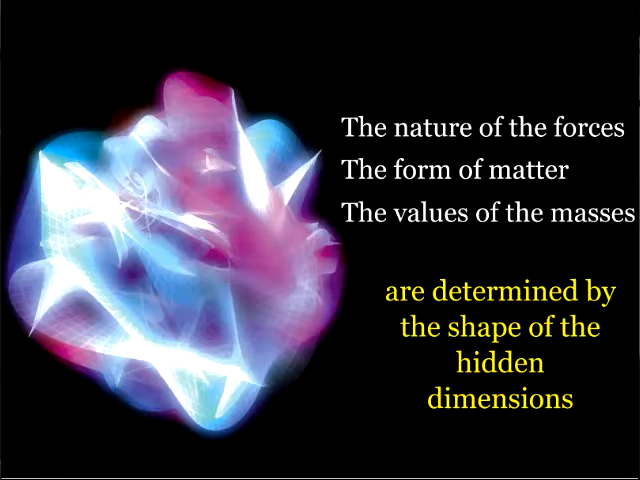 The nature of the forces
The form of matter
The values of the masses
are determined by
the shape of the
hidden
dimensions